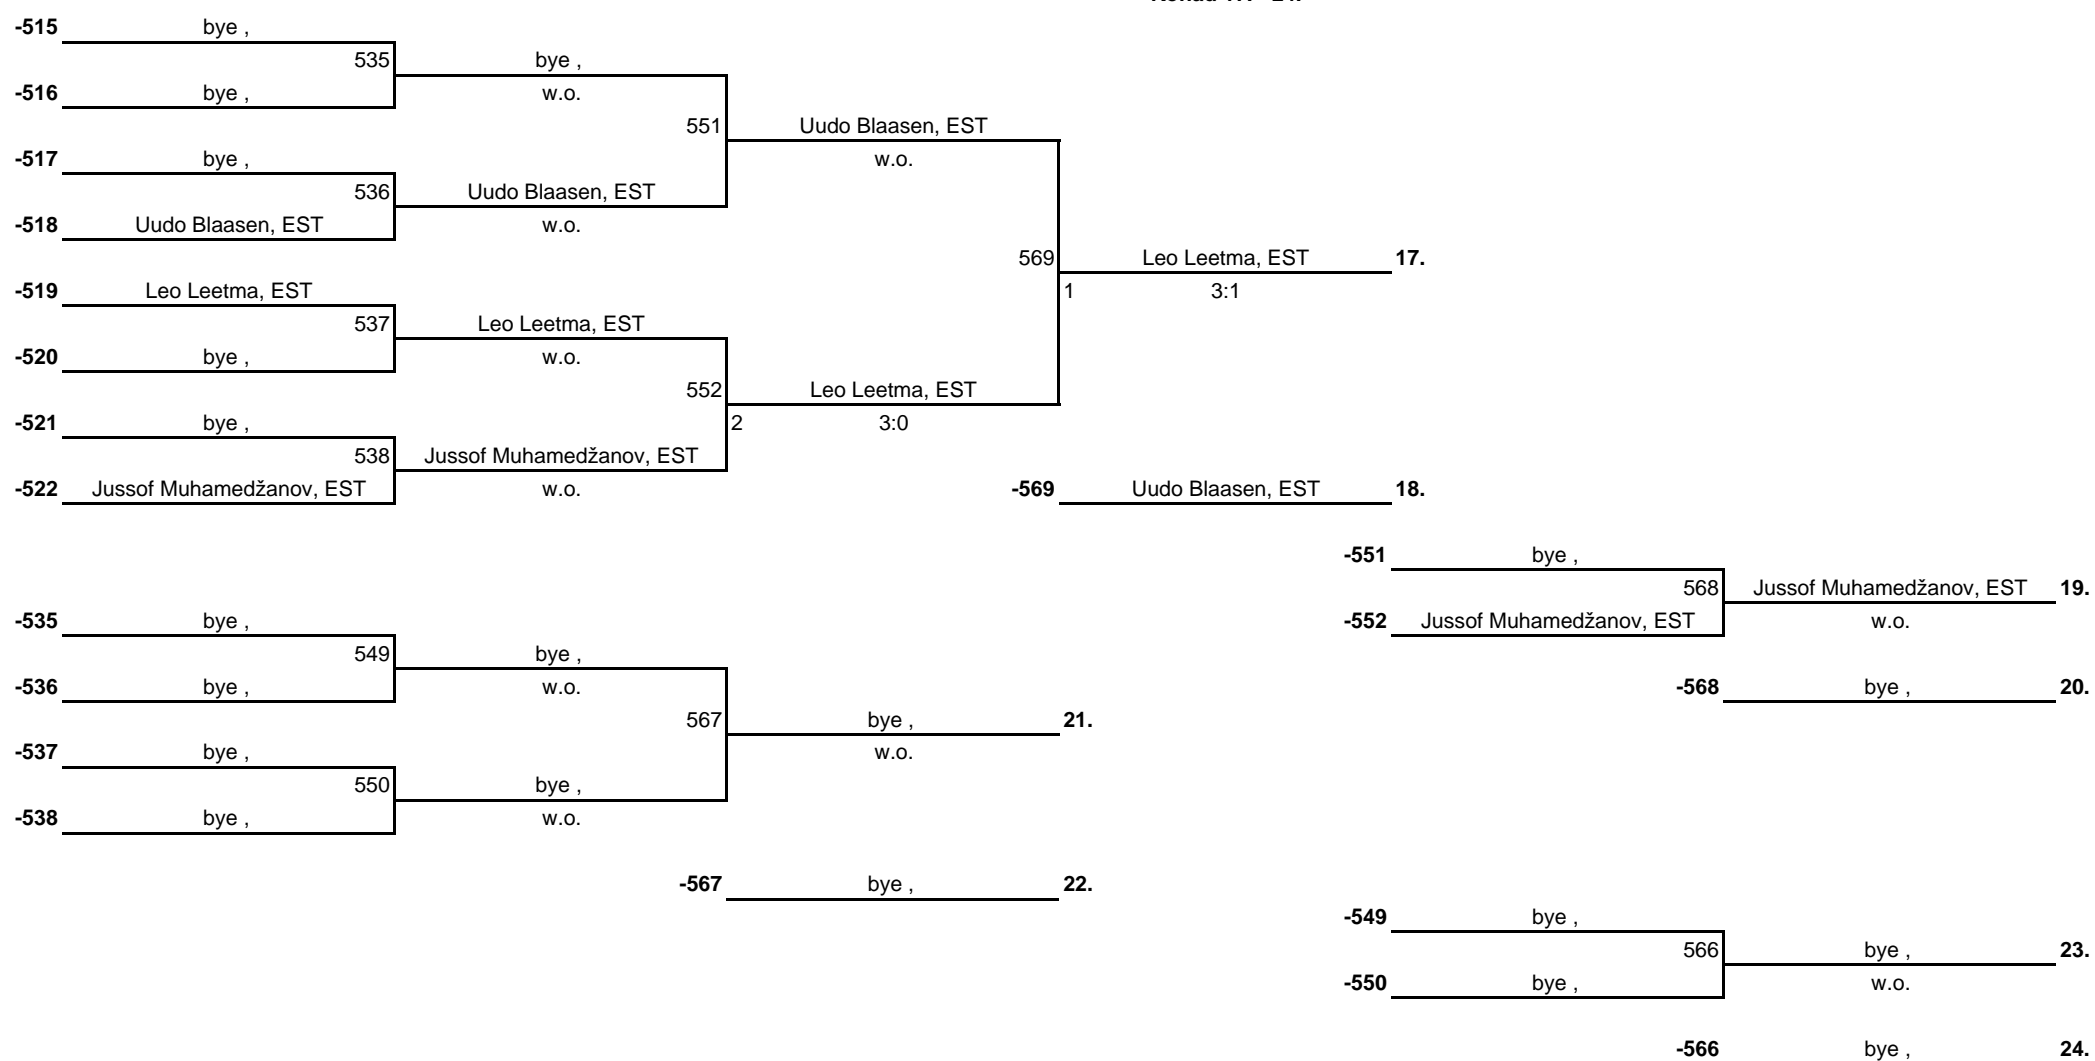 -515 bye ,
535 bye ,
-516 bye , w.o.
551 Uudo Blaasen, EST
-517 bye , w.o.
536 Uudo Blaasen, EST
-518 Uudo Blaasen, EST w.o.
569 Leo Leetma, EST 17.
-519 Leo Leetma, EST 1 3:1
537 Leo Leetma, EST
-520 bye , w.o.
552 Leo Leetma, EST
-521 bye , 2 3:0
538 Jussof Muhamedžanov, EST
-522 Jussof Muhamedžanov, EST w.o. -569 Uudo Blaasen, EST 18.
-551 bye ,
568 Jussof Muhamedžanov, EST 19.
-535 bye , -552 Jussof Muhamedžanov, EST w.o.
549 bye ,
-536 bye , w.o. -568 bye , 20.
567 bye , 21.
-537 bye , w.o.
550 bye ,
-538 bye , w.o.
-567 bye , 22.
-549 bye ,
566 bye , 23.
-550 bye , w.o.
-566 bye , 24.